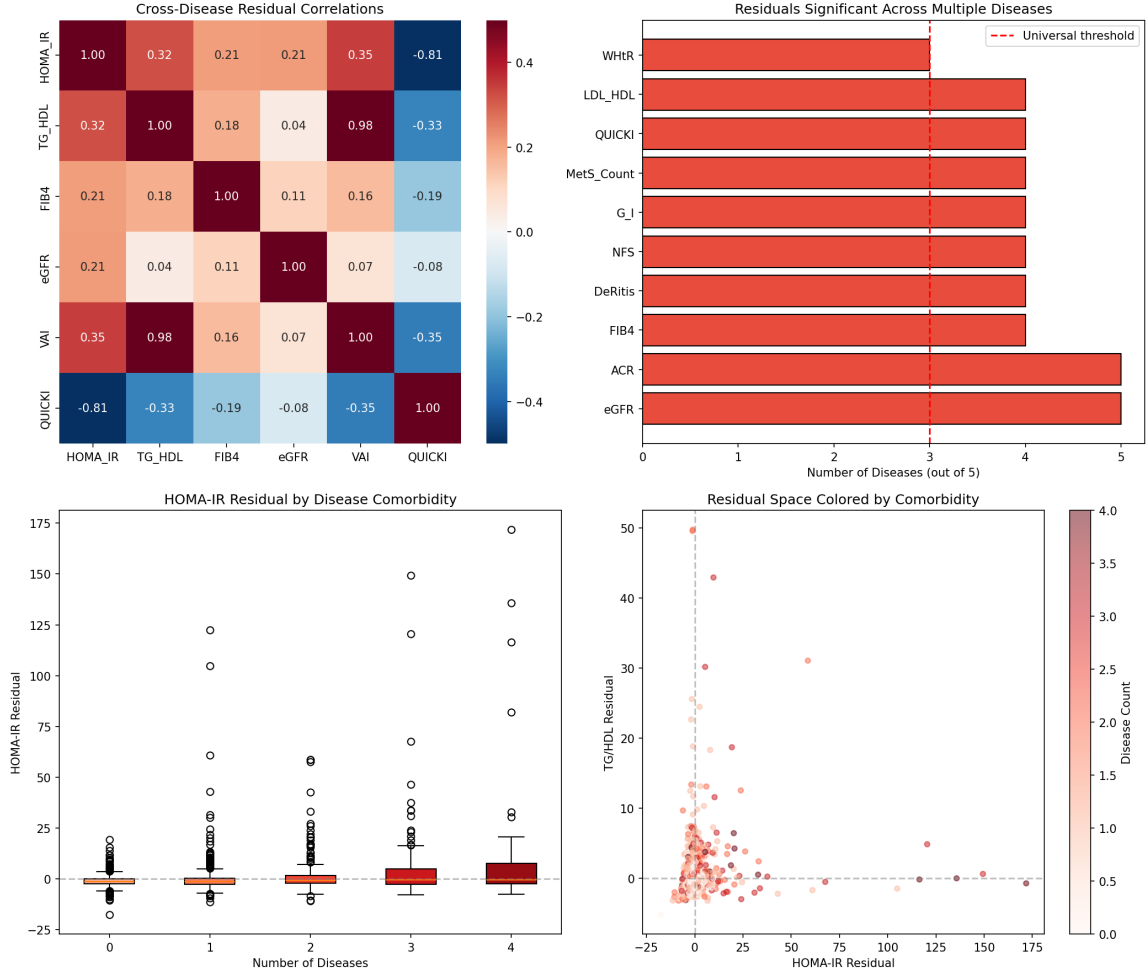 Cross-Disease Residual Correlations
HOMA_IR 1.00 0.32 0.21 0.21 0.35 -0.81
TG_HDL 0.32 1.00 0.18 0.04 0.98 -0.33
FIB4 0.21 0.18 1.00 0.11 0.16 -0.19
eGFR 0.21 0.04 0.11 1.00 0.07 -0.08
VAI 0.35 0.98 0.16 0.07 1.00 -0.35
QUICKI -0.81 -0.33 -0.19 -0.08 -0.35 1.00
HOMA_IR TG_HDL FIB4 eGFR VAI QUICKI
0.4
0.2
0.0
−0.2
−0.4
Residuals Significant Across Multiple Diseases
Universal threshold
WHtR
LDL_HDL
QUICKI
MetS_Count
G_I
NFS
DeRitis
FIB4
ACR
eGFR
0 1 2 3 4 5
Number of Diseases (out of 5)
HOMA-IR Residual by Disease Comorbidity
HOMA-IR Residual
175
150
125
100
75
50
25
0
−25
0 1 2 3 4
Number of Diseases
Residual Space Colored by Comorbidity
TG/HDL Residual
50
40
30
20
10
0
−25 0 25 50 75 100 125 150 175
HOMA-IR Residual
4.0
3.5
3.0
2.5
2.0
1.5
1.0
0.5
0.0
Disease Count